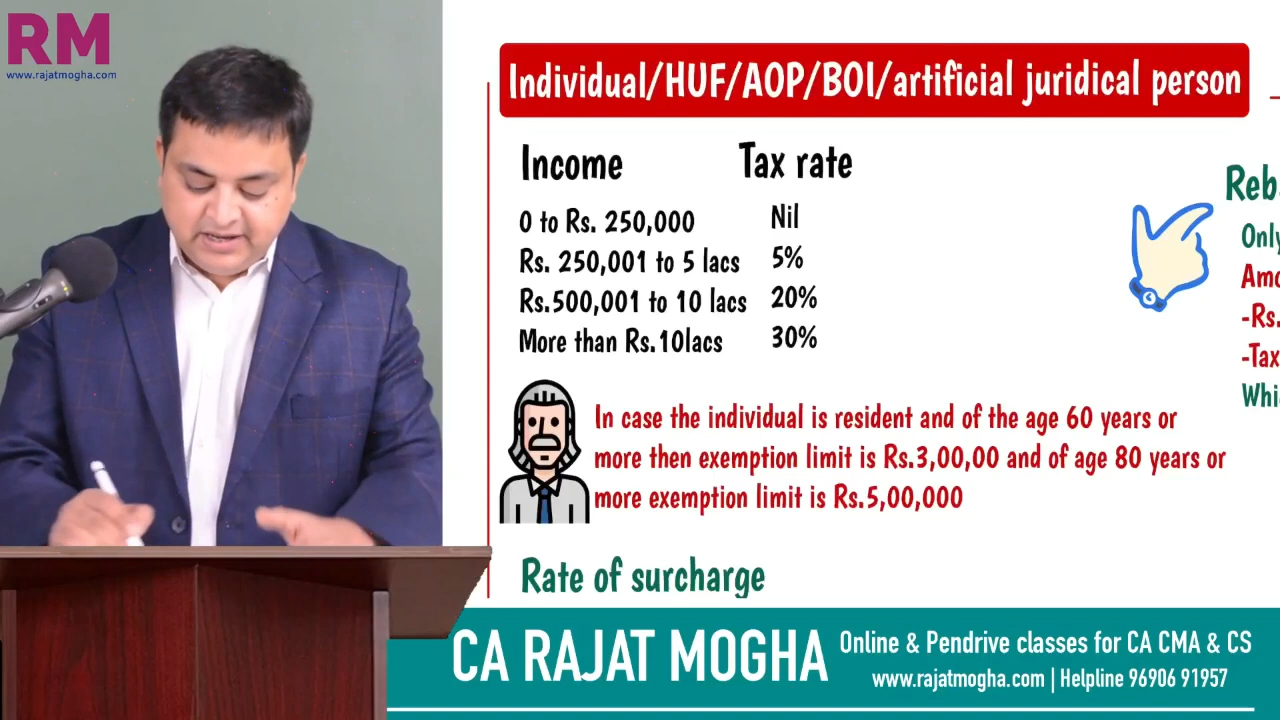 RM
www.rajatmogha.com
Individual/HUF/AOP/BOI/artificial juridical person
Income Tax rate
0 to Rs. 250,000 Nil
Rs. 250,001 to 5 lacs 5%
Rs.500,001 to 10 lacs 20%
More than Rs.10lacs 30%
In case the individual is resident and of the age 60 years or
more then exemption limit is Rs.3,00,00 and of age 80 years or
more exemption limit is Rs.5,00,000
Rate of surcharge
Only
-Rs.
-Tax
CA RAJAT MOGHA
Online & Pendrive classes for CA CMA & CS
www.rajatmogha.com | Helpline 96906 91957